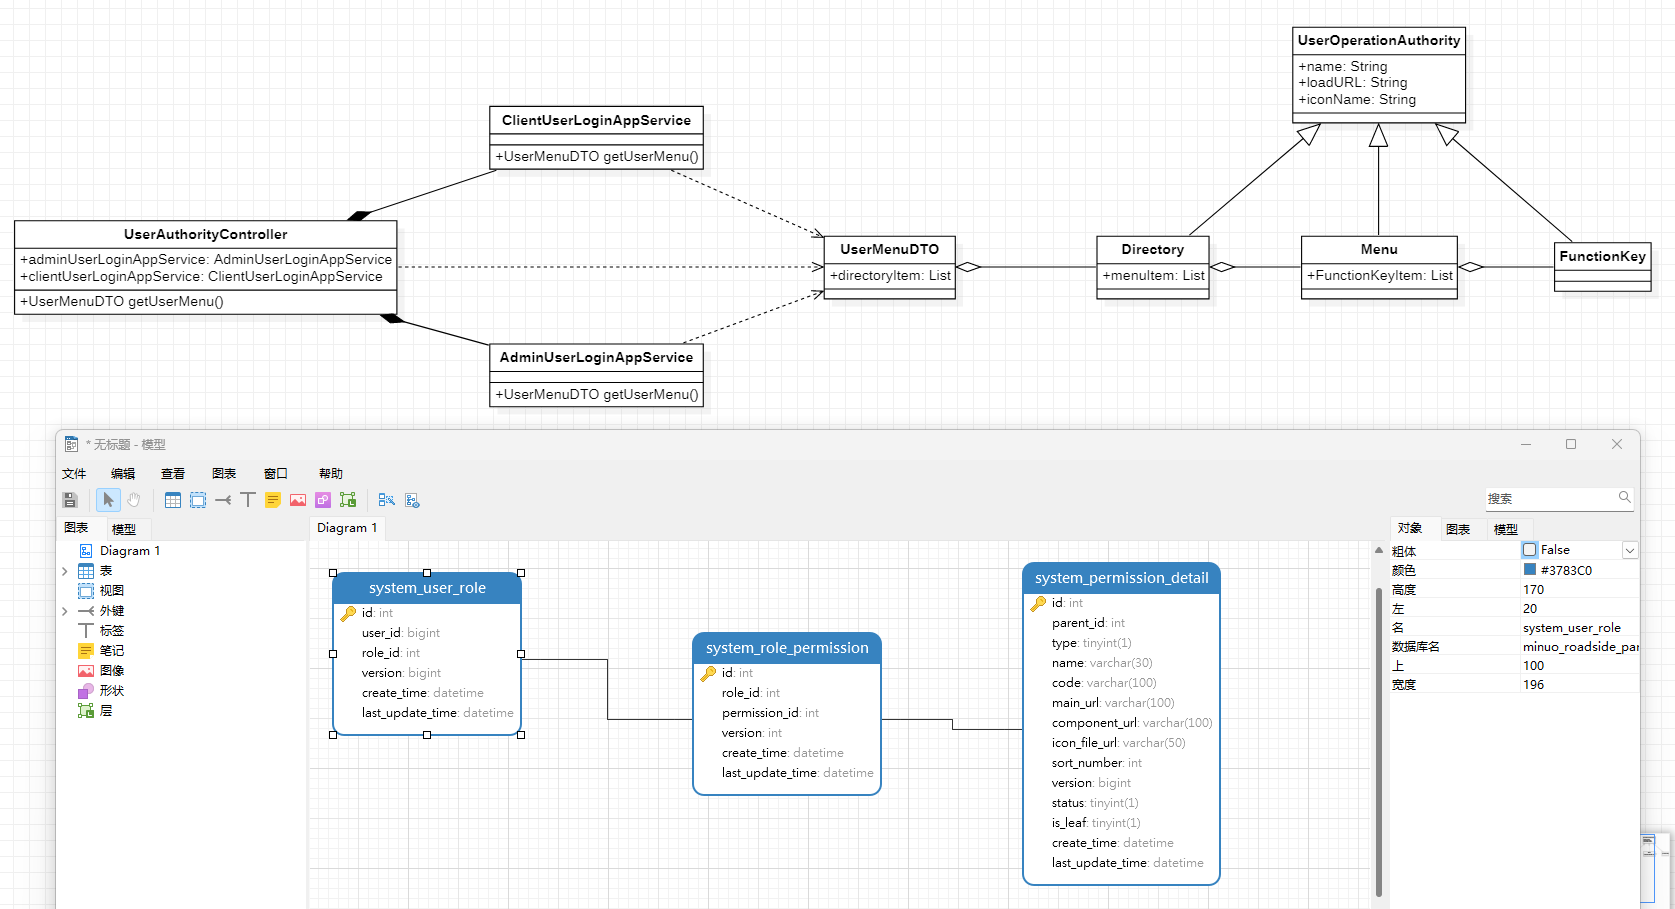 UserOperationAuthority
+name: String
+loadURL: String
+iconName: String
ClientUserLoginAppService
+UserMenuDTO getUserMenu()
UserAuthorityController
+adminUserLoginAppService: AdminUserLoginAppService
+clientUserLoginAppService: ClientUserLoginAppService
+UserMenuDTO getUserMenu()
UserMenuDTO
+directoryItem: List
Directory
+menuItem: List
Menu
+FunctionKeyItem: List
FunctionKey
AdminUserLoginAppService
+UserMenuDTO getUserMenu()
* 无标题 - 模型
文件 编辑 查看 图表 窗口 帮助
搜索
图表 模型
Diagram 1
对象 图表 模型
Diagram 1
表
视图
外键
标签
笔记
图像
形状
层
system_user_role
id: int
user_id: bigint
role_id: int
version: bigint
create_time: datetime
last_update_time: datetime
system_role_permission
id: int
role_id: int
permission_id: int
version: int
create_time: datetime
last_update_time: datetime
system_permission_detail
id: int
parent_id: int
type: tinyint(1)
name: varchar(30)
code: varchar(100)
main_url: varchar(100)
component_url: varchar(100)
icon_file_url: varchar(50)
sort_number: int
version: bigint
status: tinyint(1)
is_leaf: tinyint(1)
create_time: datetime
last_update_time: datetime
粗体 False
颜色 #3783C0
高度 170
左 20
名 system_user_role
数据库名 minuo_roadside_par
上 100
宽度 196